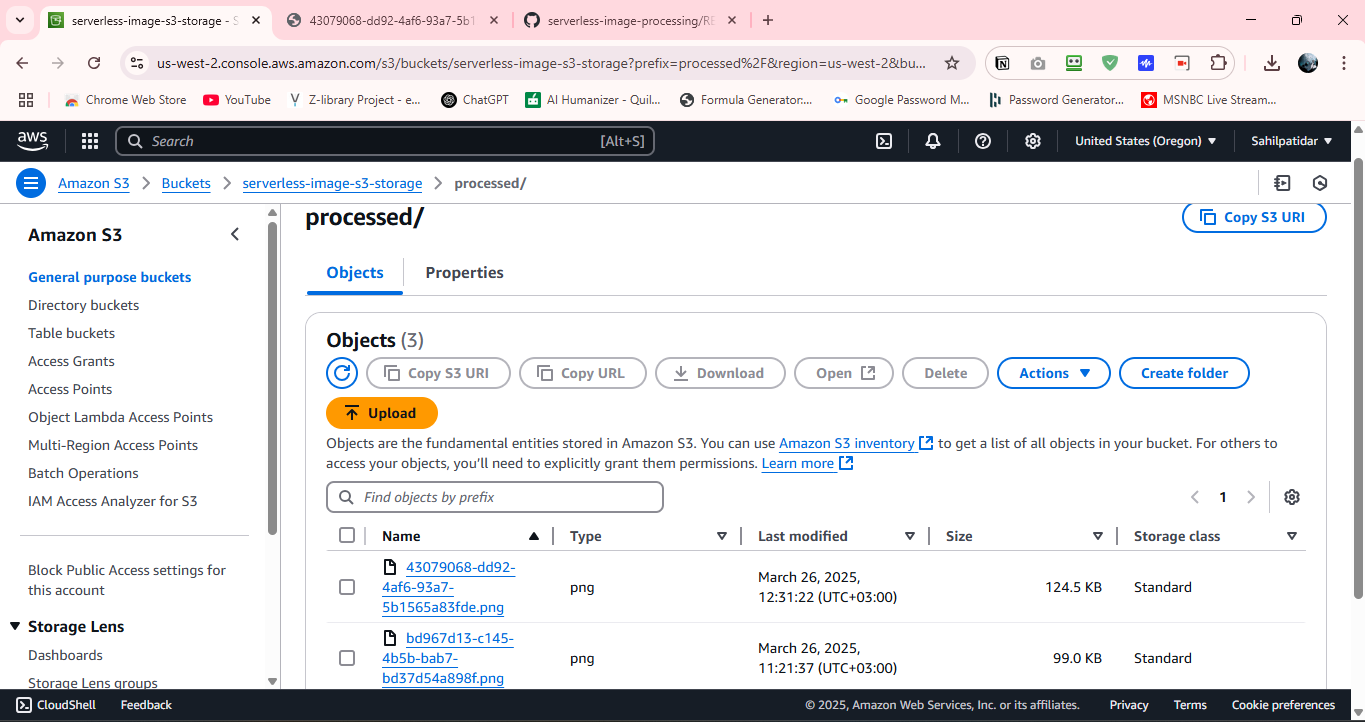 serverless-image-s3-storage - S
43079068-dd92-4af6-93a7-5b1
serverless-image-processing/RE
us-west-2.console.aws.amazon.com/s3/buckets/serverless-image-s3-storage?prefix=processed%2F&region=us-west-2&bu...
Chrome Web Store
YouTube
Z-library Project - e...
ChatGPT
AI Humanizer - Quil...
Formula Generator:...
Google Password M...
Password Generator...
MSNBC Live Stream...
aws
Search
[Alt+S]
United States (Oregon)
Sahilpatidar
Amazon S3
Buckets
serverless-image-s3-storage
processed/
Amazon S3
General purpose buckets
Directory buckets
Table buckets
Access Grants
Access Points
Object Lambda Access Points
Multi-Region Access Points
Batch Operations
IAM Access Analyzer for S3
Block Public Access settings for
this account
Storage Lens
Dashboards
Storage Lens groups
processed/
Copy S3 URI
Objects
Properties
Objects (3)
Copy S3 URI
Copy URL
Download
Open
Delete
Actions
Create folder
Upload
Objects are the fundamental entities stored in Amazon S3. You can use Amazon S3 inventory to get a list of all objects in your bucket. For others to
access your objects, you'll need to explicitly grant them permissions. Learn more
Find objects by prefix
1
Name
Type
Last modified
Size
Storage class
43079068-dd92-
4af6-93a7-
5b1565a83fde.png
png
March 26, 2025,
12:31:22 (UTC+03:00)
124.5 KB
Standard
bd967d13-c145-
4b5b-bab7-
bd37d54a898f.png
png
March 26, 2025,
11:21:37 (UTC+03:00)
99.0 KB
Standard
CloudShell
Feedback
© 2025, Amazon Web Services, Inc. or its affiliates.
Privacy
Terms
Cookie preferences